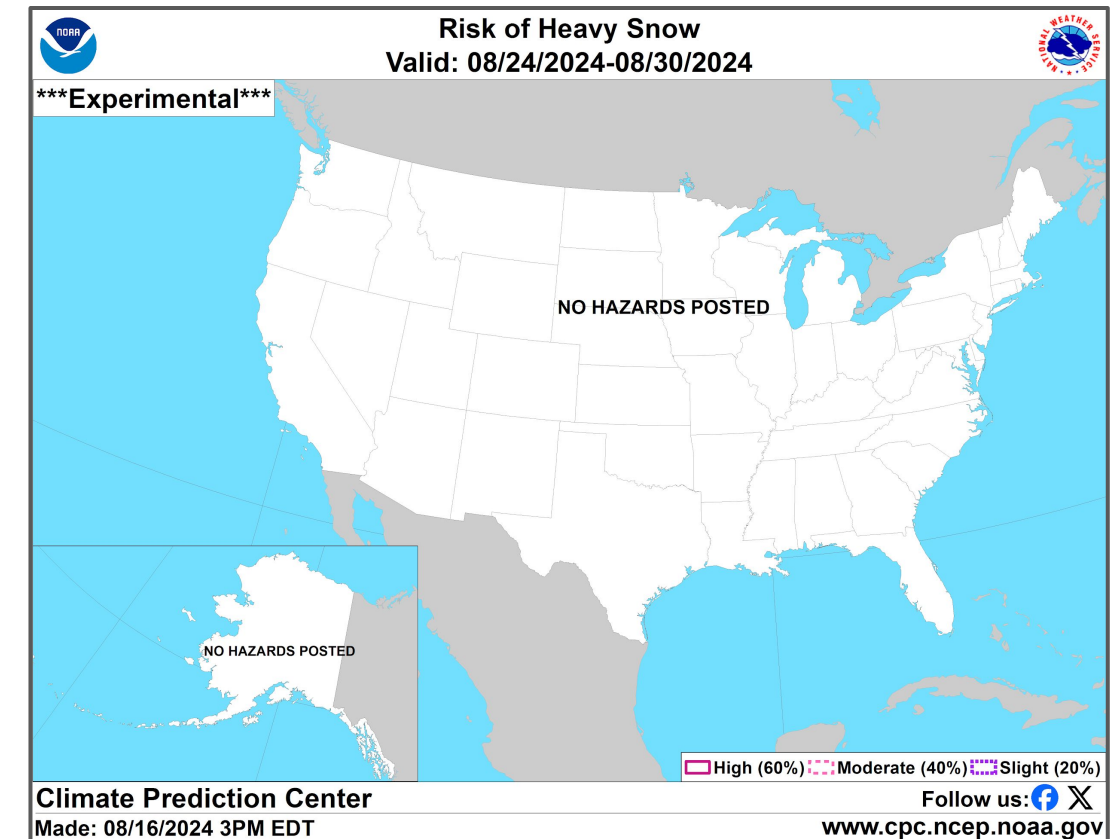 NOAA
Risk of Heavy Snow
Valid: 08/24/2024-08/30/2024
NATIONAL WEATHER SERVICE
***Experimental***
NO HAZARDS POSTED
NO HAZARDS POSTED
High (60%) Moderate (40%) Slight (20%)
Climate Prediction Center
Follow us:
Made: 08/16/2024 3PM EDT
www.cpc.ncep.noaa.gov